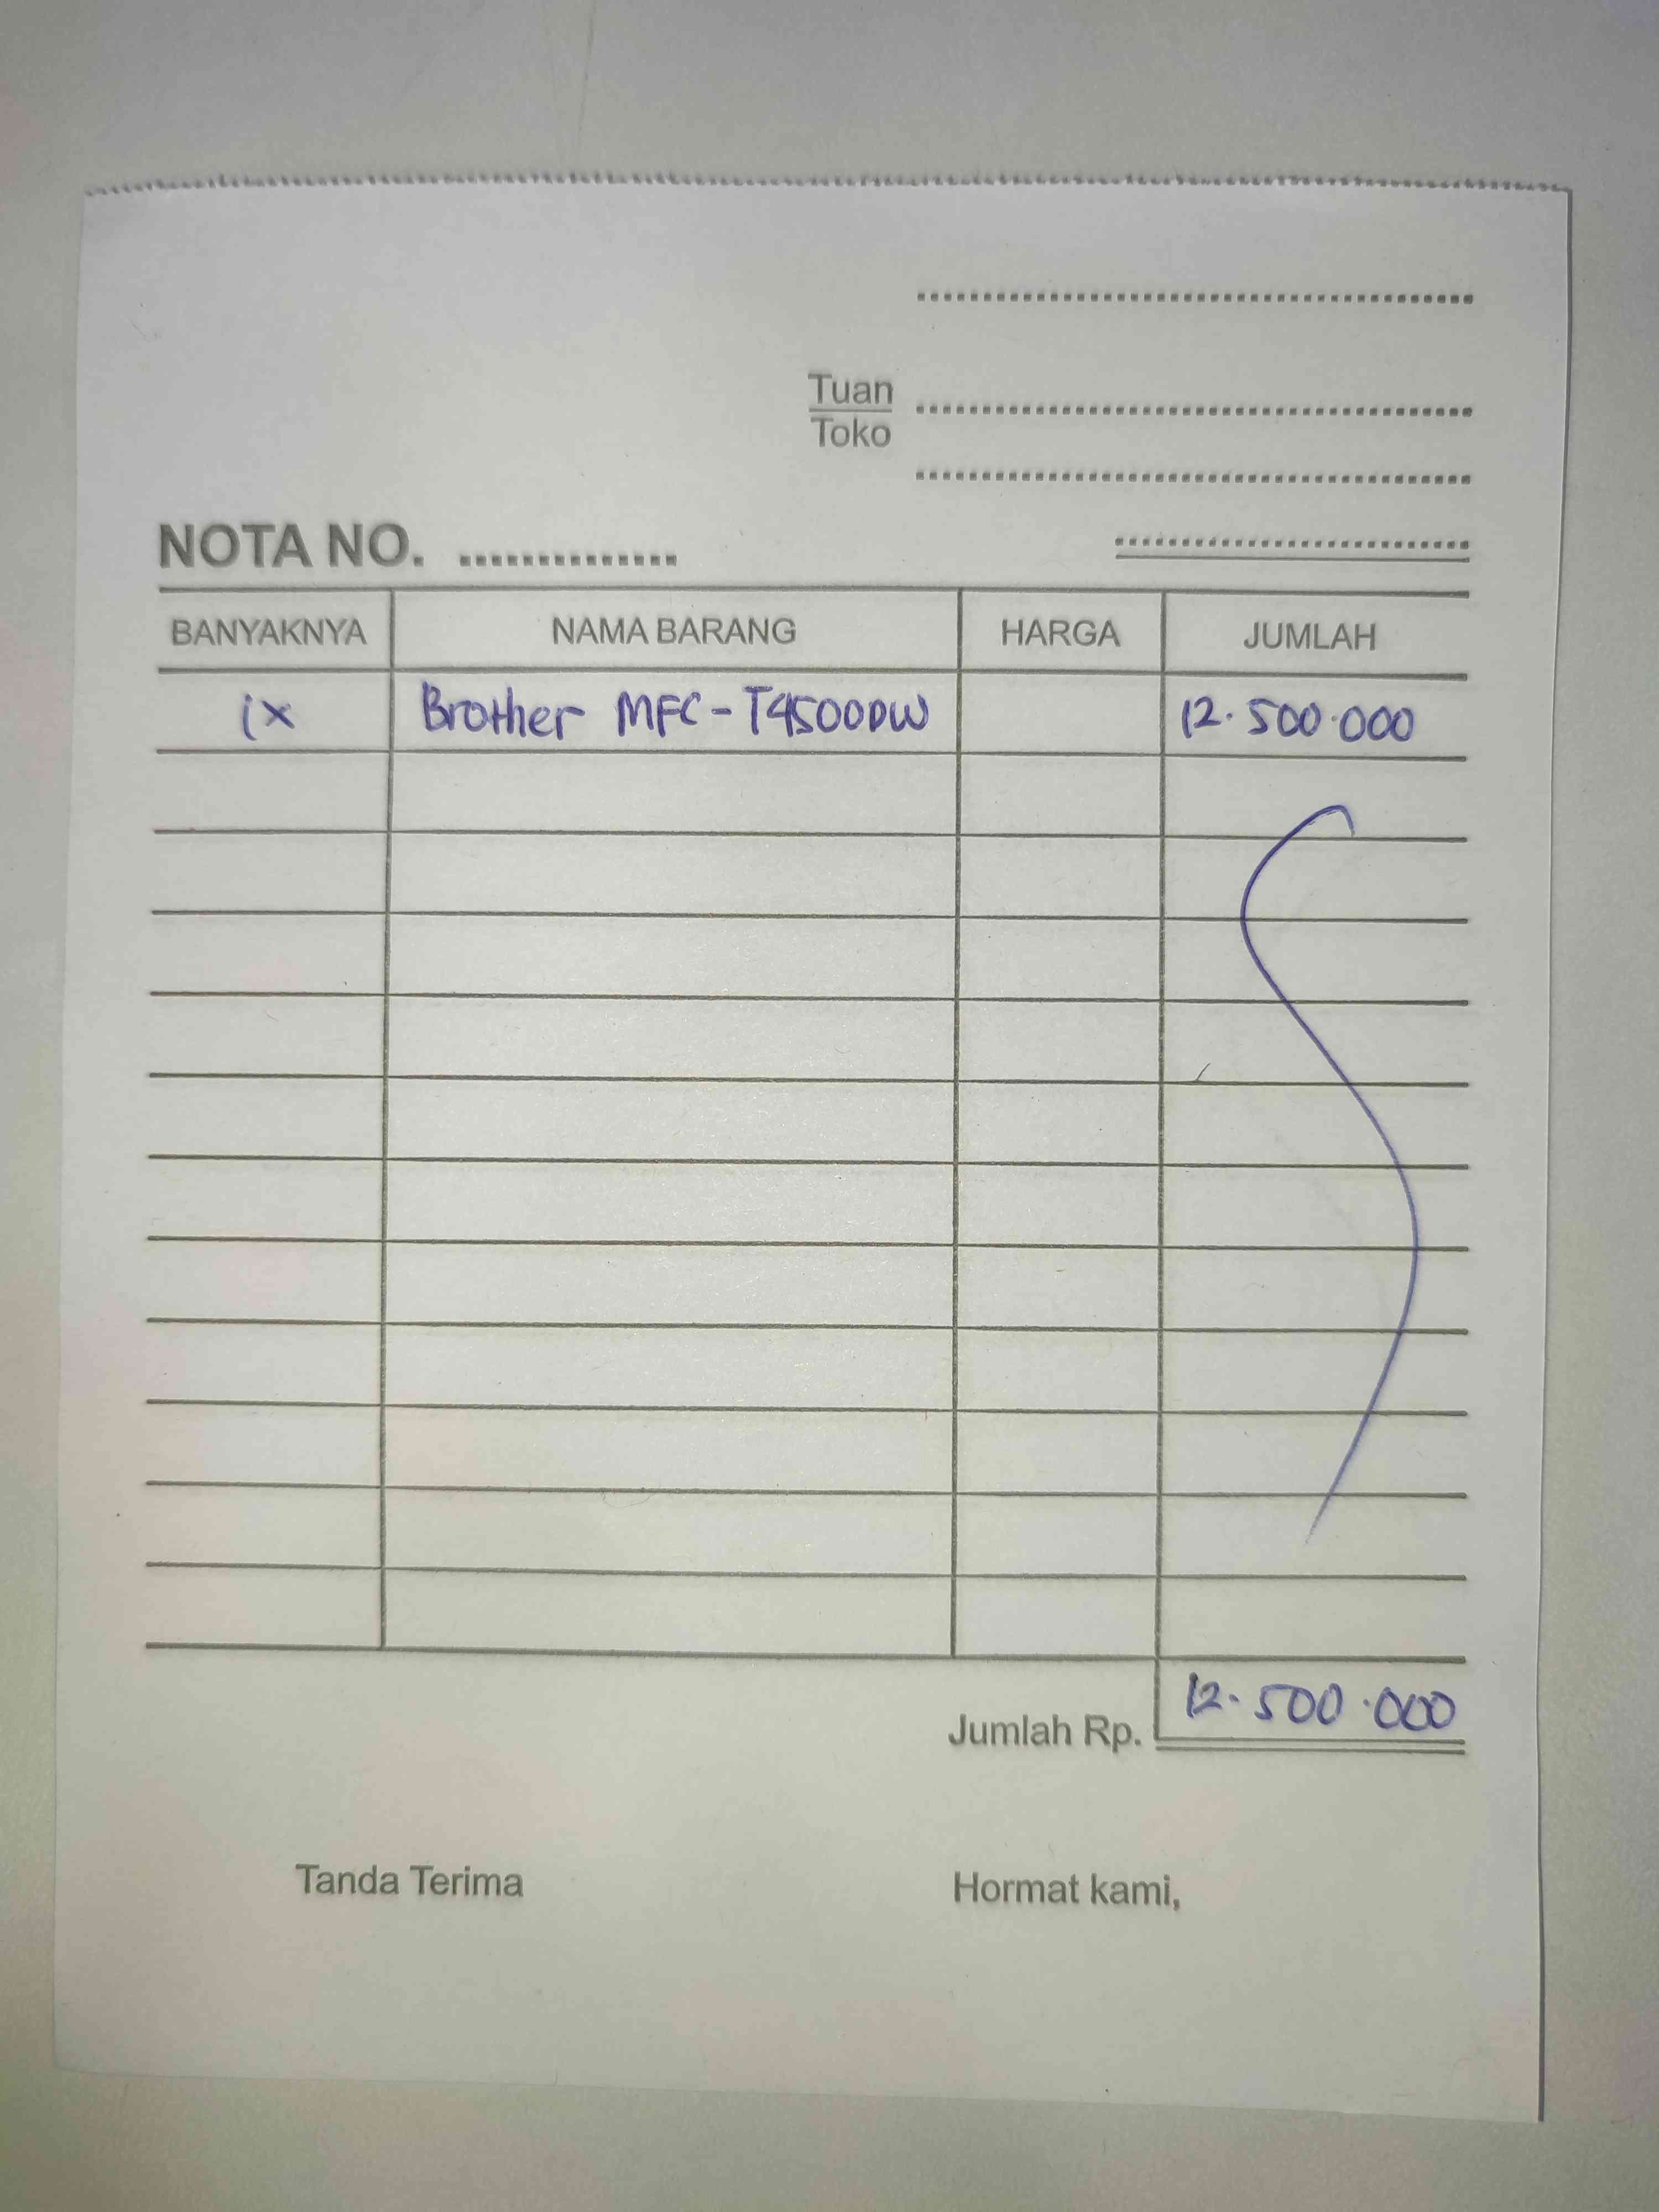 Tuan
Toko
NOTA NO. ..............
BANYAKNYA NAMA BARANG HARGA JUMLAH
1x Brother MFC-T4500DW 12.500.000
Jumlah Rp. 12.500.000
Tanda Terima Hormat kami,